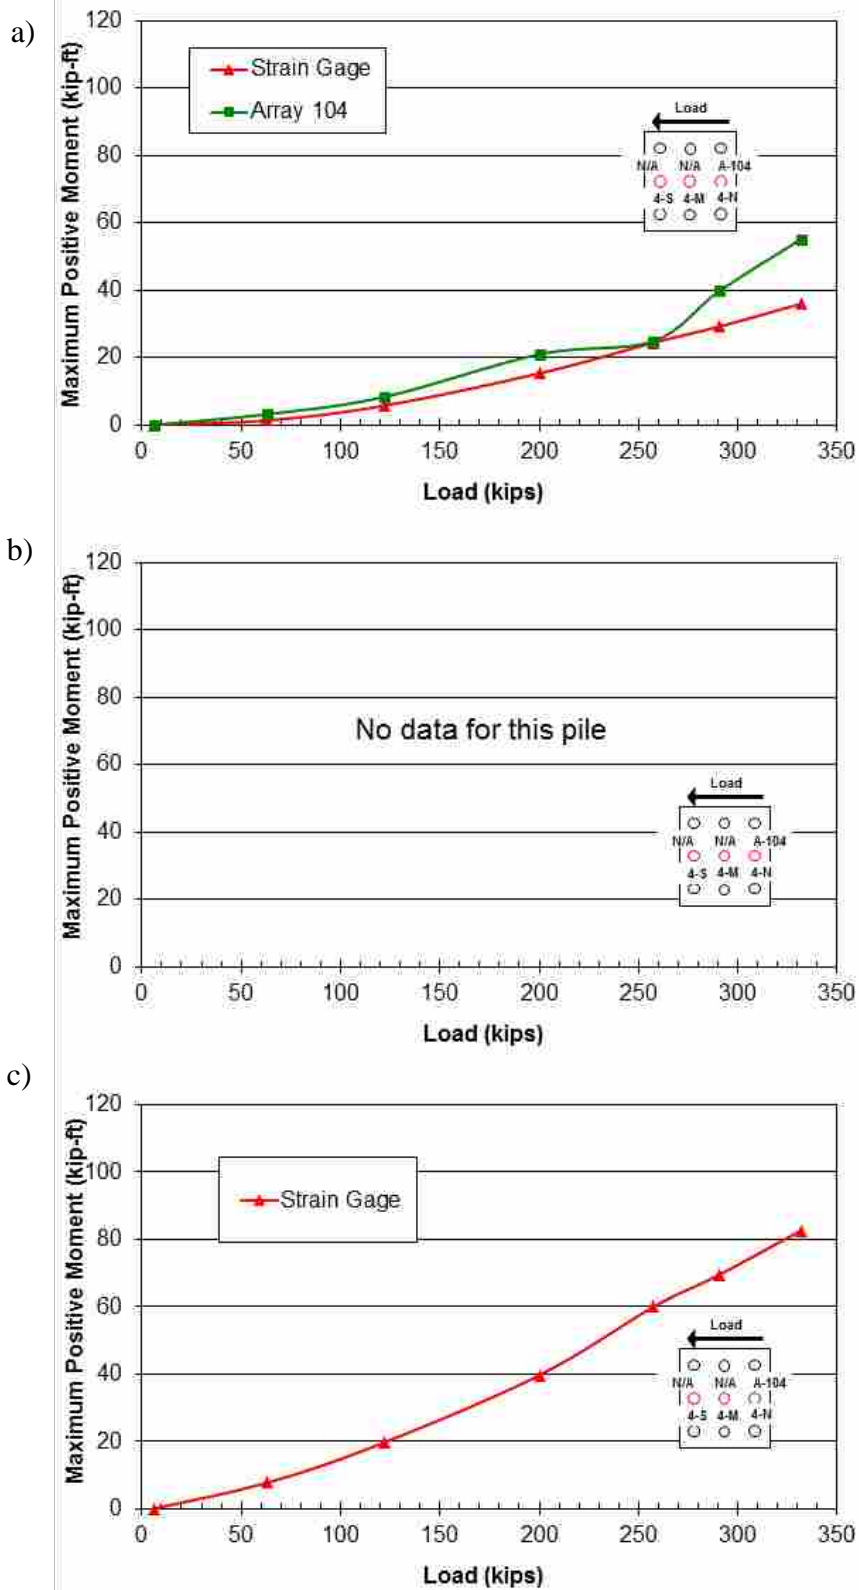 a)
Maximum Positive Moment (kip-ft)
120
100
80
60
40
20
0
Strain Gage
Array 104
Load
N/A N/A A-104
4-S 4-M 4-N
0 50 100 150 200 250 300 350
Load (kips)
b)
Maximum Positive Moment (kip-ft)
120
100
80
60
40
20
0
No data for this pile
Load
N/A N/A A-104
4-S 4-M 4-N
0 50 100 150 200 250 300 350
Load (kips)
c)
Maximum Positive Moment (kip-ft)
120
100
80
60
40
20
0
Strain Gage
Load
N/A N/A A-104
4-S 4-M 4-N
0 50 100 150 200 250 300 350
Load (kips)